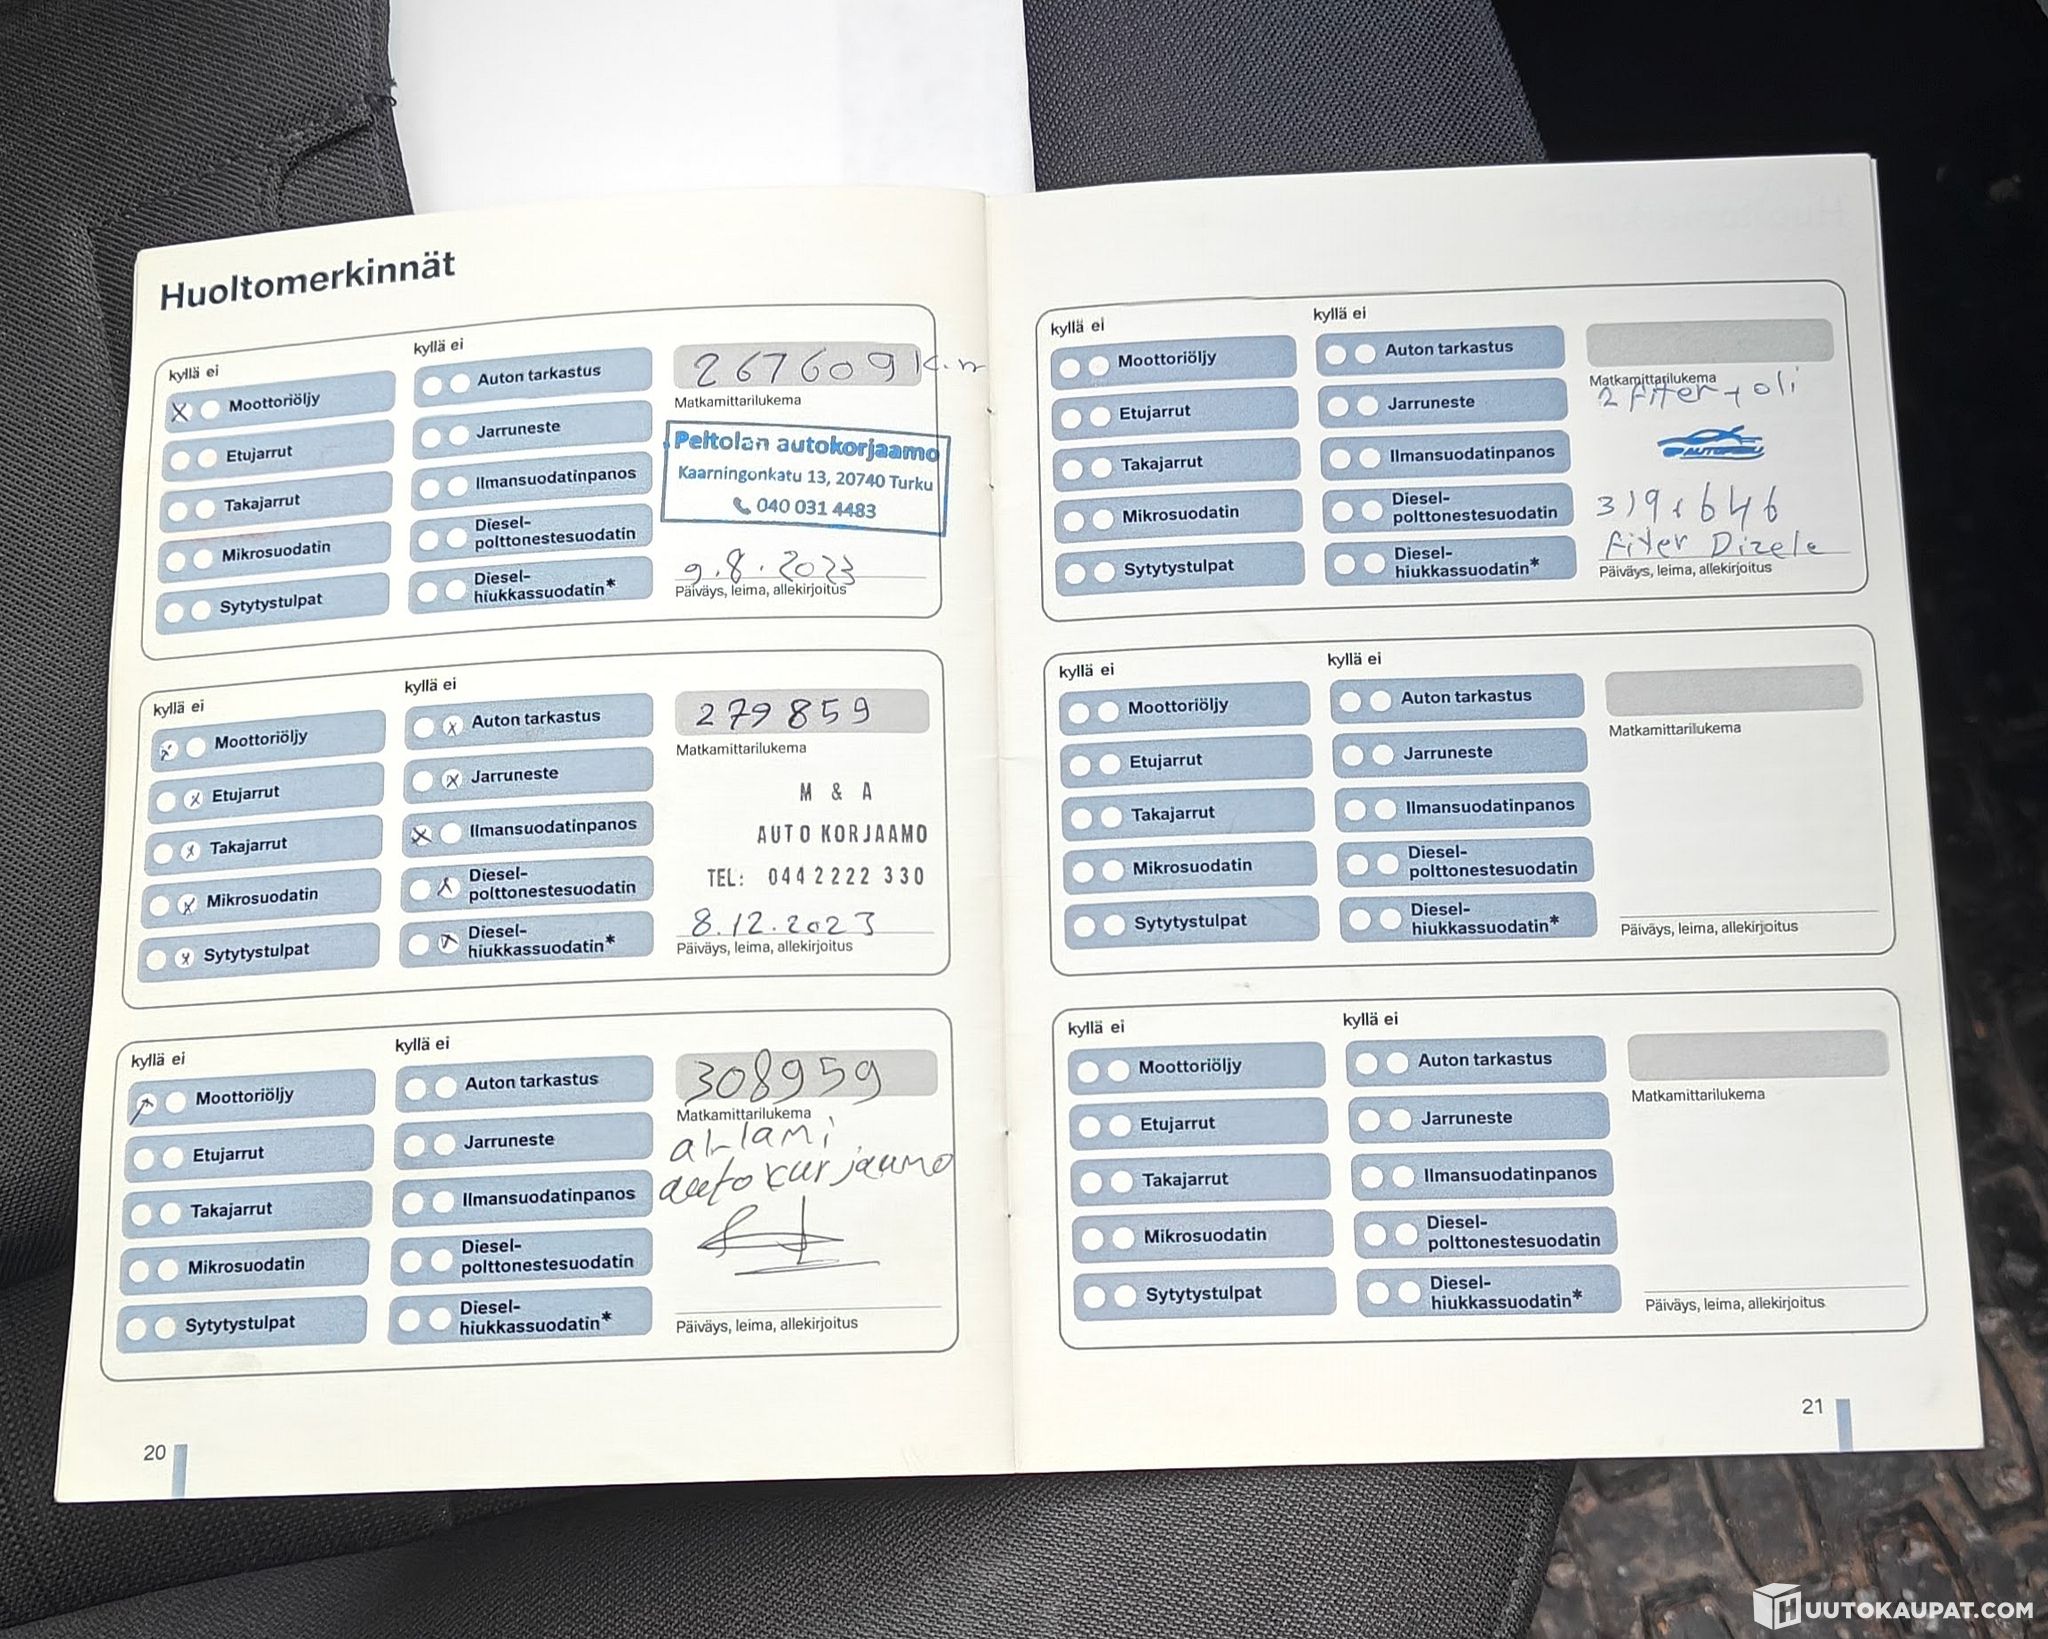 Huoltomerkinnät
kyllä ei
kyllä ei
Moottoriöljy
Auton tarkastus
267609 k.m
Matkamittarilukema
Etujarrut
Jarruneste
Peltolan autokorjaamo
Kaarningonkatu 13, 20740 Turku
040 031 4483
Takajarrut
Ilmansuodatinpanos
Mikrosuodatin
Diesel-
polttonestesuodatin
9.8.2023
Sytytystulpat
Diesel-
hiukkassuodatin*
Päiväys, leima, allekirjoitus
kyllä ei
kyllä ei
Moottoriöljy
Auton tarkastus
279859
Matkamittarilukema
Etujarrut
Jarruneste
M & A
AUTO KORJAAMO
TEL: 044 2222 330
Takajarrut
Ilmansuodatinpanos
Mikrosuodatin
Diesel-
polttonestesuodatin
8.12.2023
Sytytystulpat
Diesel-
hiukkassuodatin*
Päiväys, leima, allekirjoitus
kyllä ei
kyllä ei
Moottoriöljy
Auton tarkastus
308959
Matkamittarilukema
Etujarrut
Jarruneste
Takajarrut
Ilmansuodatinpanos
Mikrosuodatin
Diesel-
polttonestesuodatin
Sytytystulpat
Diesel-
hiukkassuodatin*
Päiväys, leima, allekirjoitus
20
kyllä ei
kyllä ei
Moottoriöljy
Auton tarkastus
Matkamittarilukema
2 fiter + oli
Etujarrut
Jarruneste
Takajarrut
Ilmansuodatinpanos
Mikrosuodatin
Diesel-
polttonestesuodatin
fiter Dizele
Sytytystulpat
Diesel-
hiukkassuodatin*
Päiväys, leima, allekirjoitus
kyllä ei
kyllä ei
Moottoriöljy
Auton tarkastus
Matkamittarilukema
Etujarrut
Jarruneste
Takajarrut
Ilmansuodatinpanos
Mikrosuodatin
Diesel-
polttonestesuodatin
Sytytystulpat
Diesel-
hiukkassuodatin*
Päiväys, leima, allekirjoitus
kyllä ei
kyllä ei
Moottoriöljy
Auton tarkastus
Matkamittarilukema
Etujarrut
Jarruneste
Takajarrut
Ilmansuodatinpanos
Mikrosuodatin
Diesel-
polttonestesuodatin
Sytytystulpat
Diesel-
hiukkassuodatin*
Päiväys, leima, allekirjoitus
21
HUUTOKAUPAT.COM